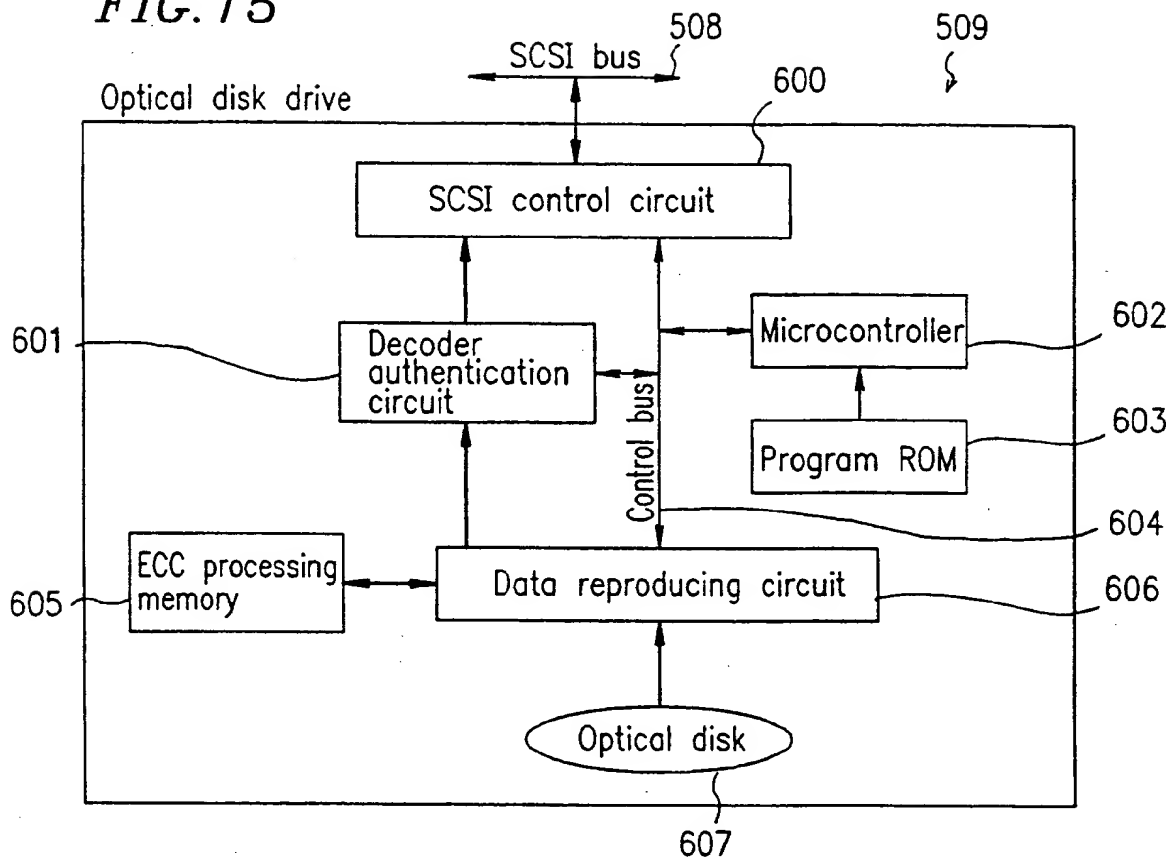 FIG. 15
SCSI bus
508
509
Optical disk drive
600
SCSI control circuit
601
Decoder
authentication
circuit
Control bus
Microcontroller
602
Program ROM
603
604
ECC processing
memory
605
Data reproducing circuit
606
Optical disk
607